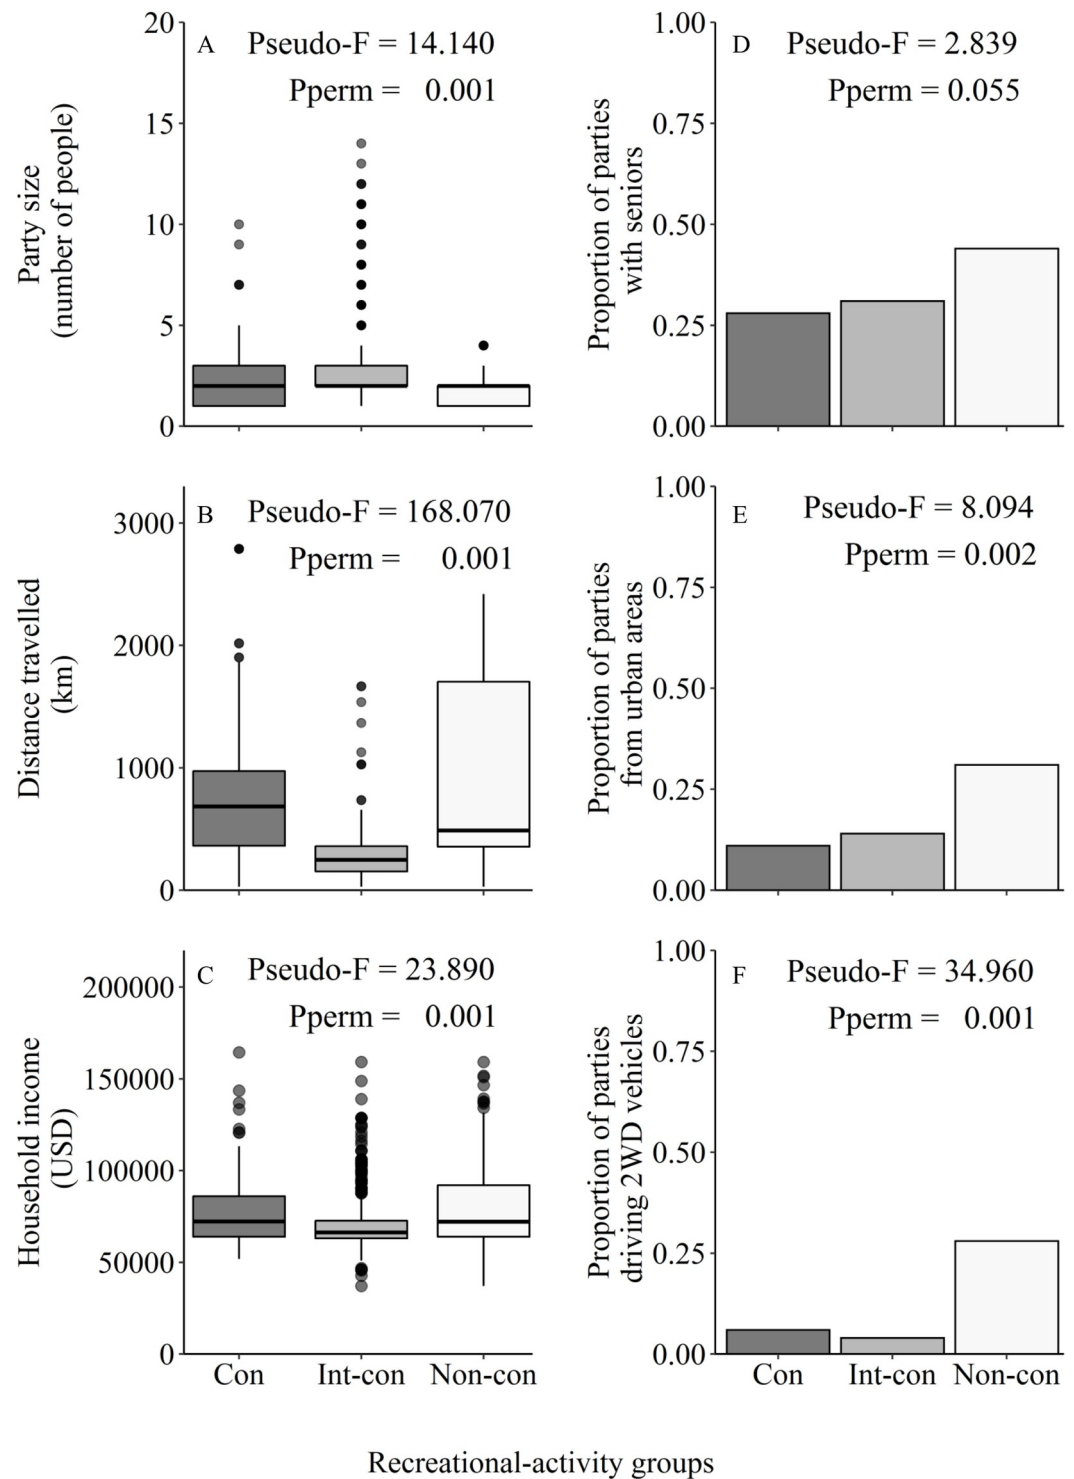 A Pseudo-F = 14.140
Pperm = 0.001
20
15
10
5
0
Party size
(number of people)
D Pseudo-F = 2.839
Pperm = 0.055
1.00
0.75
0.50
0.25
0.00
Proportion of parties
with seniors
B Pseudo-F = 168.070
Pperm = 0.001
3000
2000
1000
0
Distance travelled
(km)
E Pseudo-F = 8.094
Pperm = 0.002
1.00
0.75
0.50
0.25
0.00
Proportion of parties
from urban areas
C Pseudo-F = 23.890
Pperm = 0.001
200000
150000
100000
50000
0
Household income
(USD)
Con Int-con Non-con
F Pseudo-F = 34.960
Pperm = 0.001
1.00
0.75
0.50
0.25
0.00
Proportion of parties
driving 2WD vehicles
Con Int-con Non-con
Recreational-activity groups